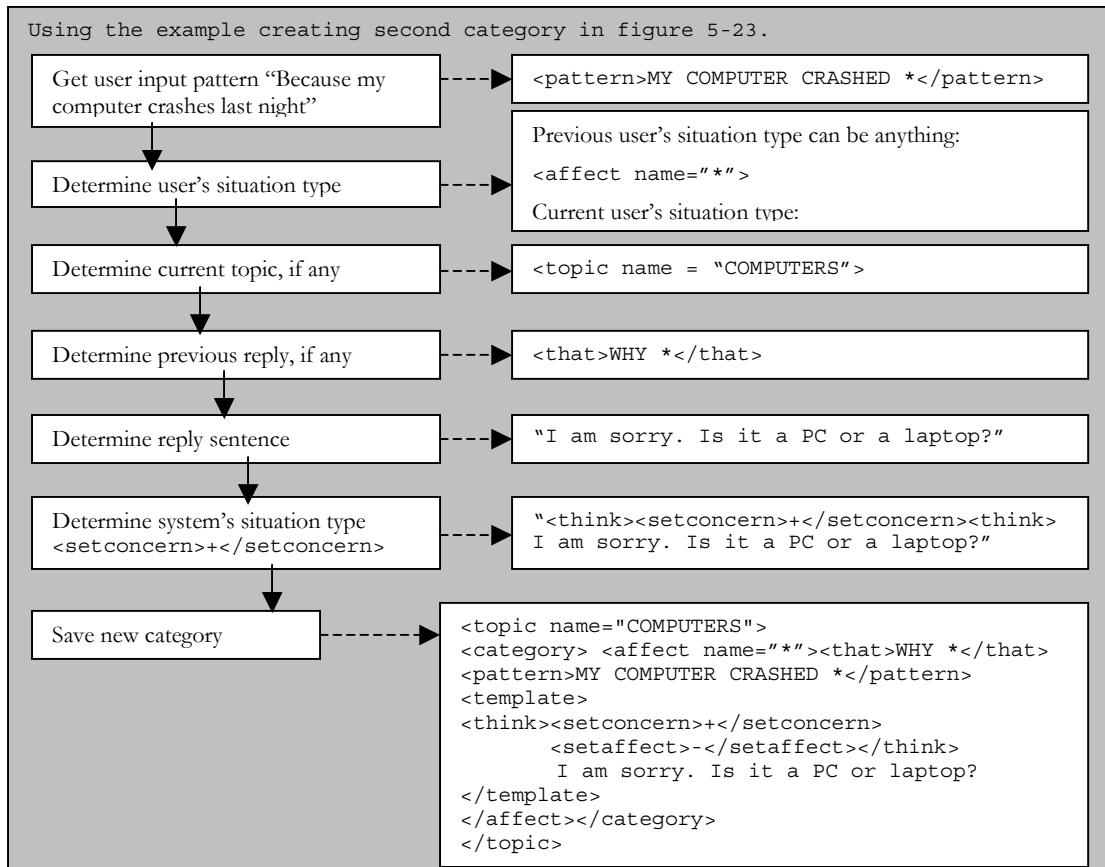 Using the example creating second category in figure 5-23.
Get user input pattern “Because my
computer crashes last night”
<pattern>MY COMPUTER CRASHED *</pattern>
Determine user’s situation type
Previous user’s situation type can be anything:
<affect name=”*”>
Current user’s situation type:
Determine current topic, if any
<topic name = “COMPUTERS”>
Determine previous reply, if any
<that>WHY *</that>
Determine reply sentence
“I am sorry. Is it a PC or a laptop?”
Determine system’s situation type
<setconcern>+</setconcern>
“<think><setconcern>+</setconcern><think>
I am sorry. Is it a PC or a laptop?”
Save new category
<topic name="COMPUTERS">
<category> <affect name=”*”><that>WHY *</that>
<pattern>MY COMPUTER CRASHED *</pattern>
<template>
<think><setconcern>+</setconcern>
<setaffect>-</setaffect></think>
I am sorry. Is it a PC or laptop?
</template>
</affect></category>
</topic>